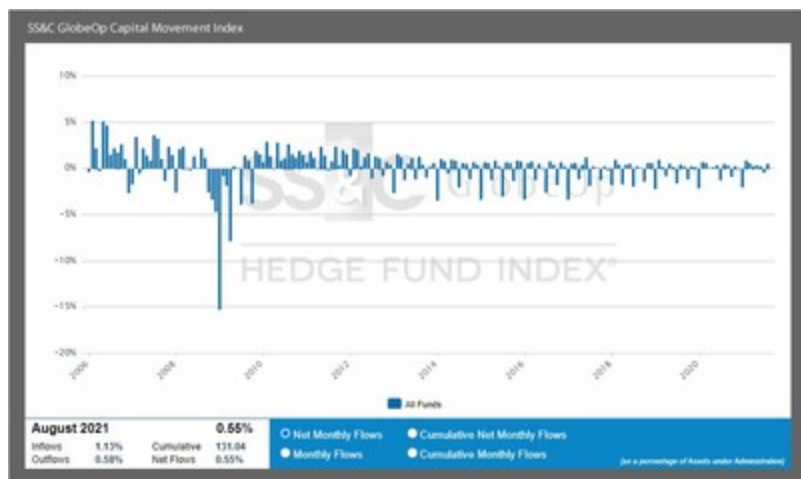 SS&C GlobeOp Capital Movement Index
10%
5%
0%
-5%
-10%
-15%
-20%
SS&C GlobeOp
HEDGE FUND INDEX®
2006
2008
2010
2012
2014
2016
2018
2020
All Funds
August 2021 0.55%
Inflows 1.13% Cumulative 131.04
Outflows 0.58% Net Flows 0.55%
Net Monthly Flows Cumulative Net Monthly Flows
Monthly Flows Cumulative Monthly Flows
(as a percentage of Assets under Administration)